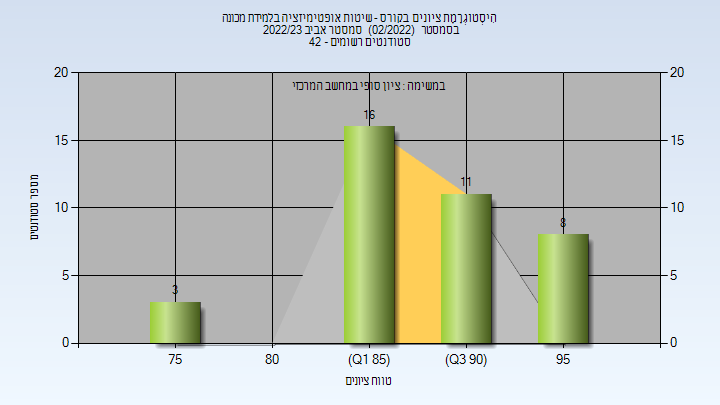 הִיסְטוֹגְרָמַת ציונים בקורס - שיטות אופטימיזציה בלמידת מכונה
בסמסטר (02/2022) סמסטר אביב 2022/23
סטודנטים רשומים - 42
במשימה : ציון סופי במחשב המרכזי
מספר סטודנטים
20 20
15 15
10 10
5 5
0 0
3 16 11 8
75 80 (Q1 85) (Q3 90) 95
טווח ציונים